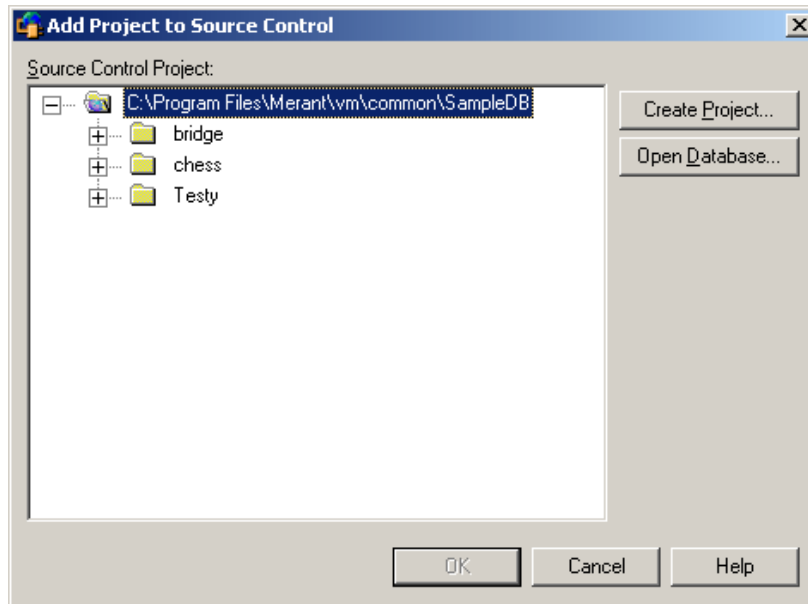 Add Project to Source Control
Source Control Project:
C:\Program Files\Merant\vm\common\SampleDB
bridge
chess
Testy
Create Project...
Open Database...
OK
Cancel
Help